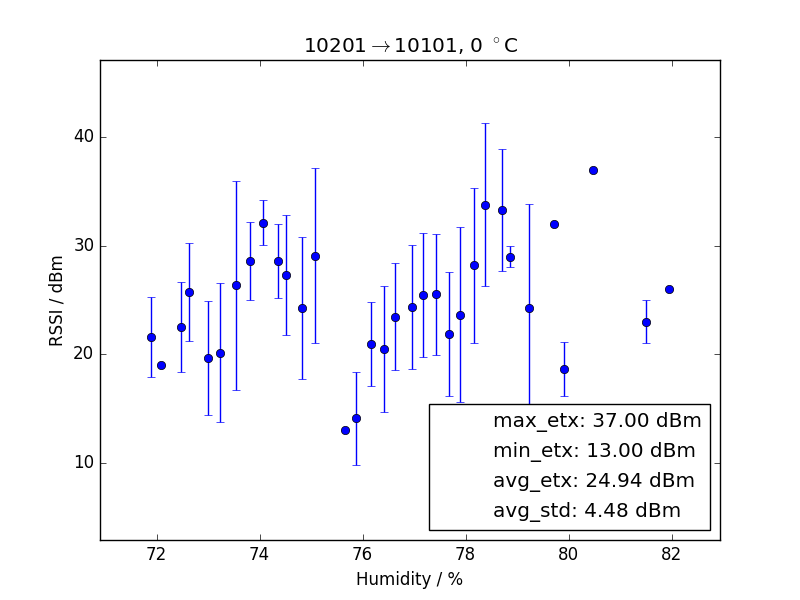 10201→10101, 0 °C
RSSI / dBm
40
30
20
10
max_etx: 37.00 dBm
min_etx: 13.00 dBm
avg_etx: 24.94 dBm
avg_std: 4.48 dBm
72 74 76 78 80 82
Humidity / %